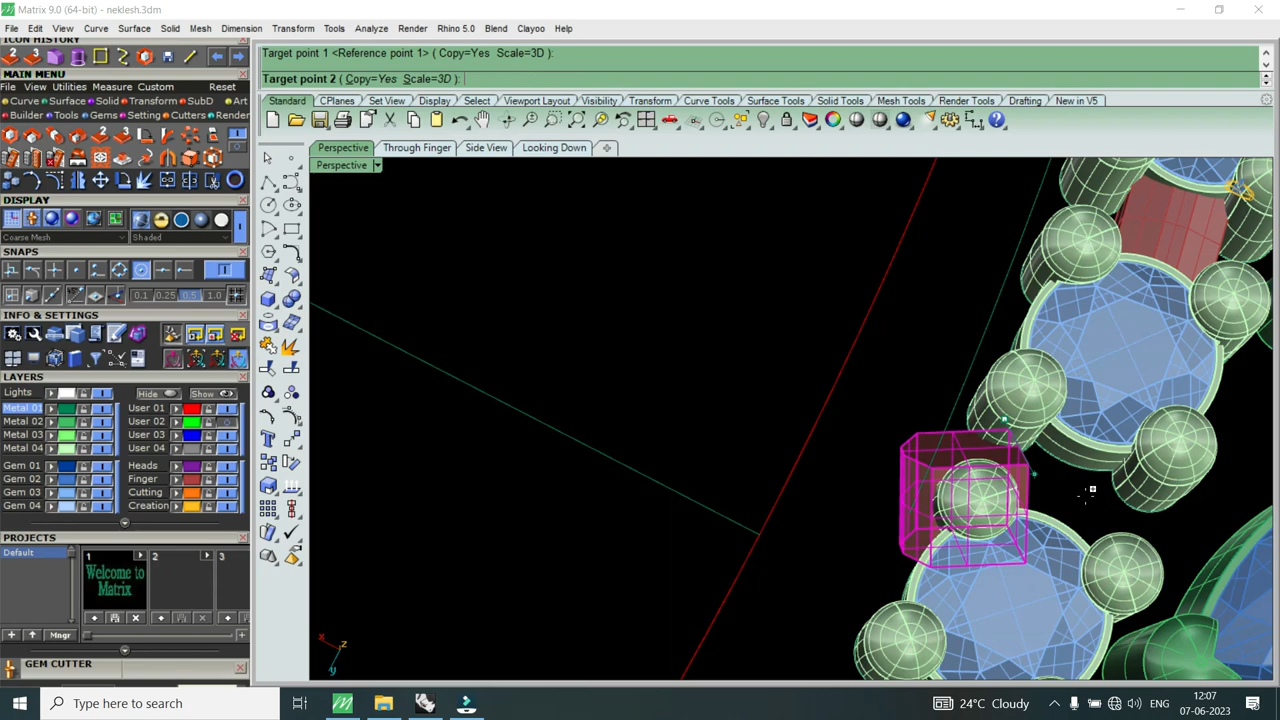 Matrix 9.0 (64-bit) - neklesh.3dm
File Edit View Curve Surface Solid Mesh Dimension Transform Tools Analyze Render Rhino 5.0 Blend Clayoo Help
ICON HISTORY
Target point 1 <Reference point 1> ( Copy=Yes Scale=3D ):
MAIN MENU
Target point 2 ( Copy=Yes Scale=3D ):
File View Utilities Measure Custom Reset
Curve Surface Solid Transform SubD Art
Builder Tools Gems Setting Cutters Render
Standard CPlanes Set View Display Select Viewport Layout Visibility Transform Curve Tools Surface Tools Solid Tools Mesh Tools Render Tools Drafting New in V5
Perspective Through Finger Side View Looking Down
Perspective
DISPLAY
Coarse Mesh Shaded
SNAPS
0.1 0.25 0.5 1.0
INFO & SETTINGS
LAYERS
Lights Hide Show
Metal 01 User 01
Metal 02 User 02
Metal 03 User 03
Metal 04 User 04
Gem 01 Heads
Gem 02 Finger
Gem 03 Cutting
Gem 04 Creation
PROJECTS
Default 1 2 3
Welcome to Matrix
Mngr
GEM CUTTER
x z
y
Type here to search
24°C Cloudy
ENG
12:07
07-06-2023